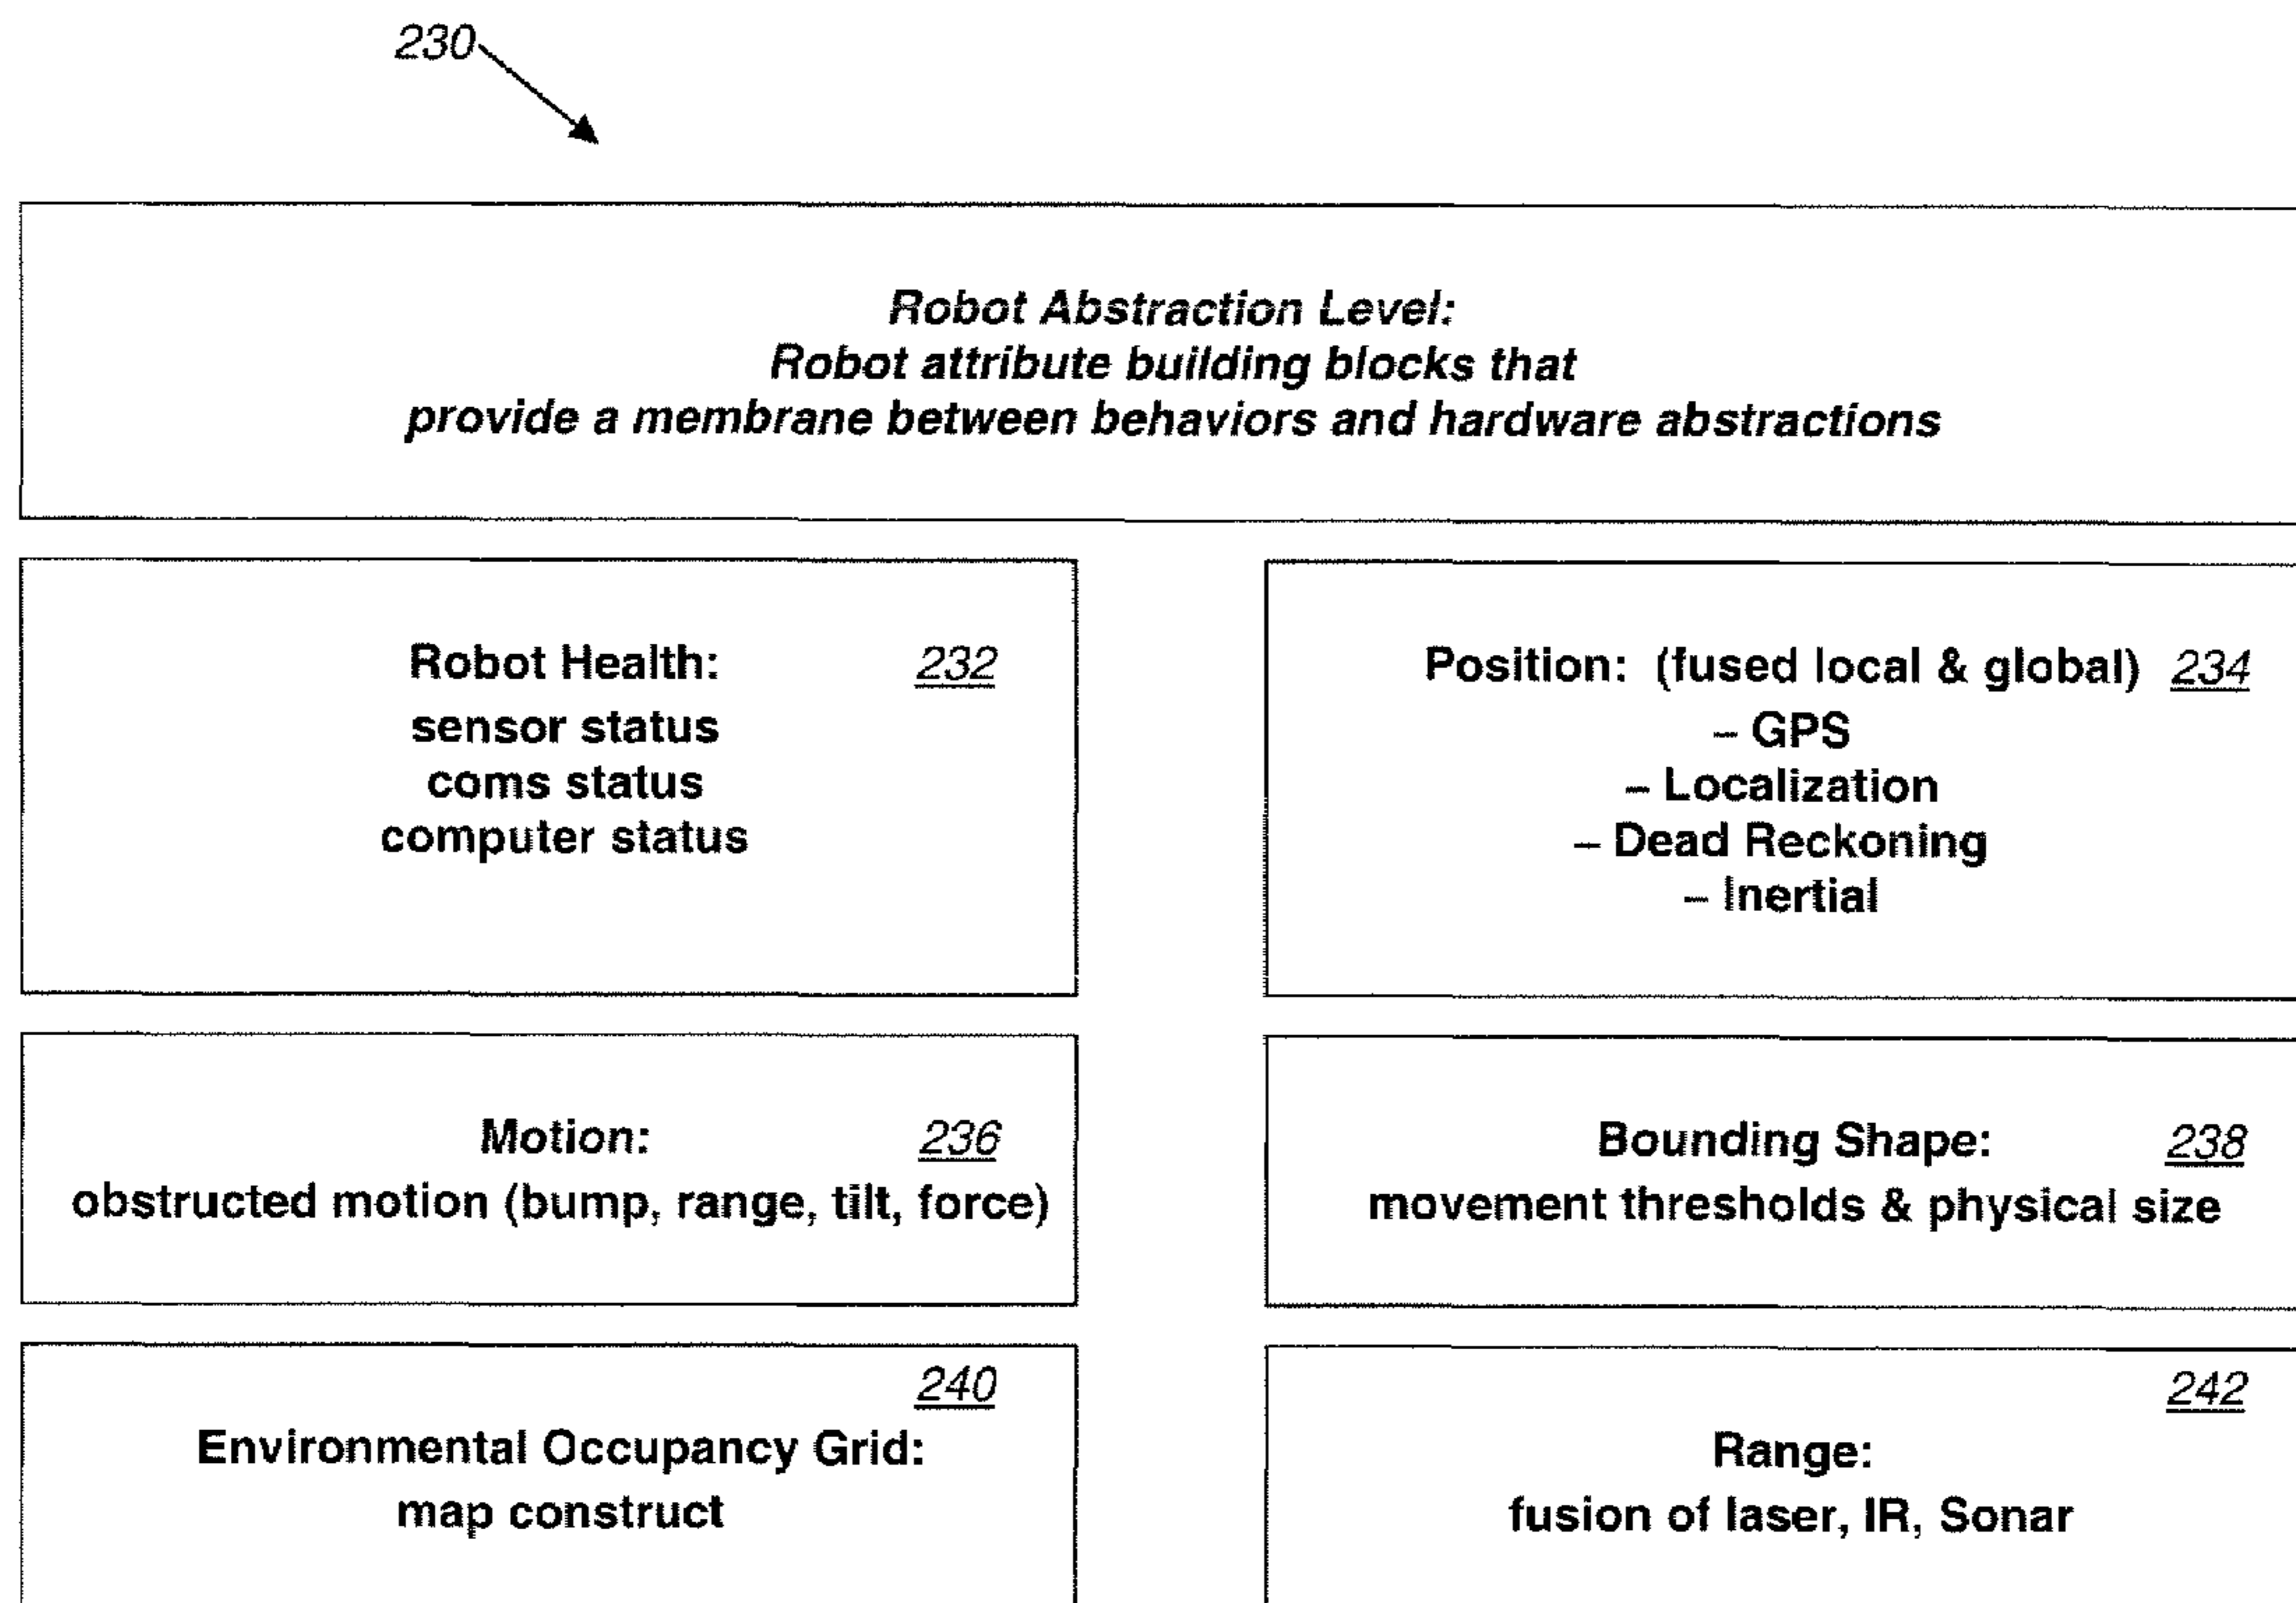 230
Robot Abstraction Level:
Robot attribute building blocks that
provide a membrane between behaviors and hardware abstractions
Robot Health: 232
sensor status
coms status
computer status
Position: (fused local & global) 234
– GPS
– Localization
– Dead Reckoning
– Inertial
Motion: 236
obstructed motion (bump, range, tilt, force)
Bounding Shape: 238
movement thresholds & physical size
240
Environmental Occupancy Grid:
map construct
242
Range:
fusion of laser, IR, Sonar